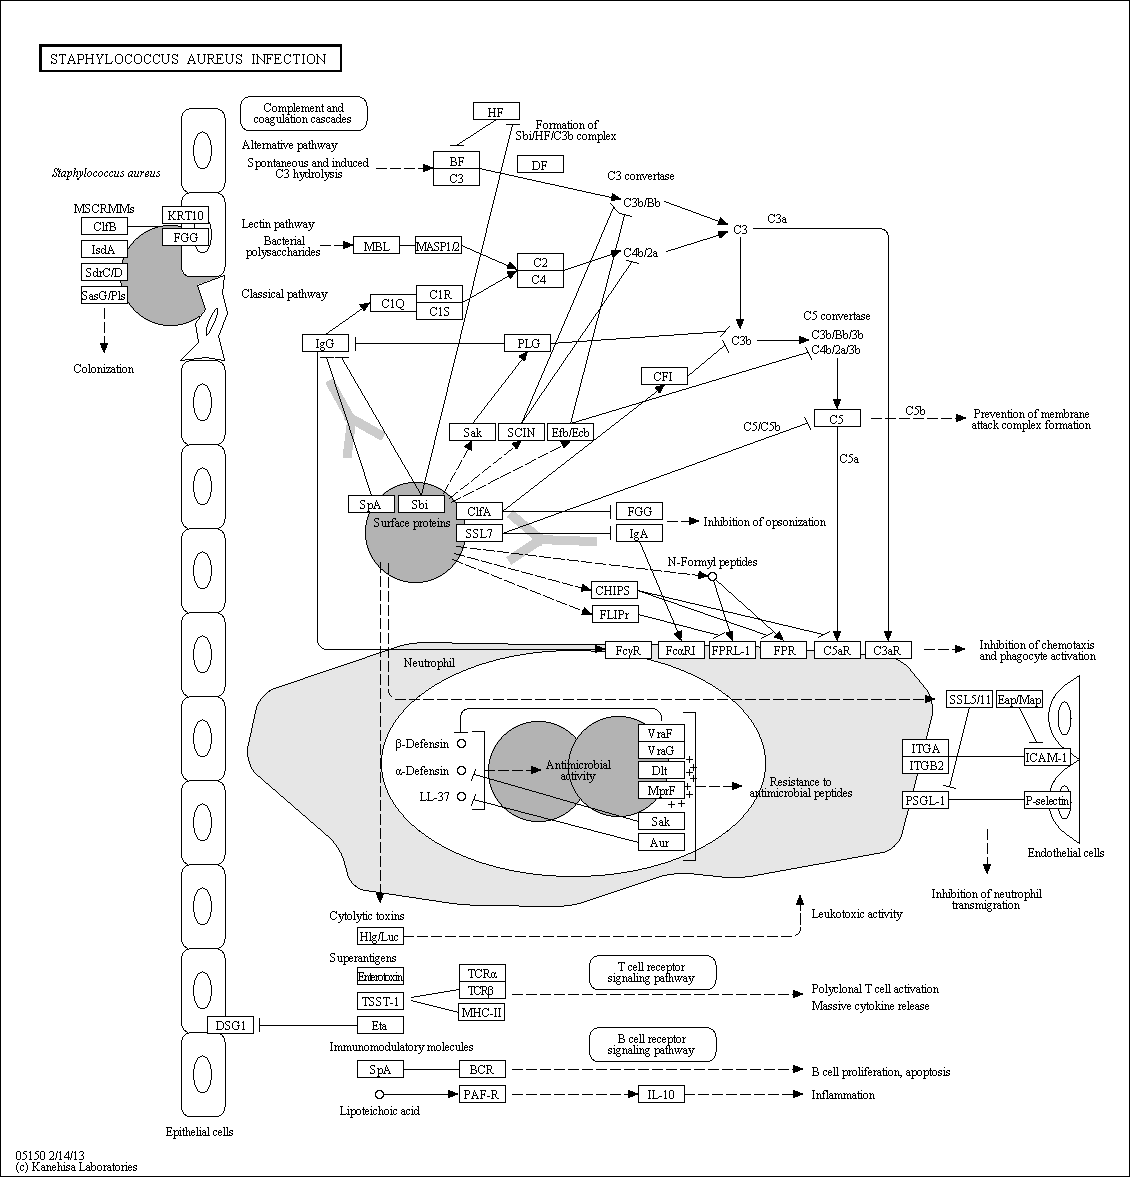 STAPHYLOCOCCUS AUREUS INFECTION
Complement and
coagulation cascades
HF
Formation of
Sbi/HF/C3b complex
Alternative pathway
Spontaneous and induced
C3 hydrolysis
BF
C3
DF
Staphylococcus aureus
C3 convertase
C3b/Bb
MSCRMMs
KRT10
ClfB
FGG
IsdA
SdrC/D
SasG/Pls
Colonization
Lectin pathway
Bacterial
polysaccharides
MBL
MASP1/2
C2
C4
C4b/2a
C3
C3a
Classical pathway
C1Q
C1R
C1S
IgG
PLG
C3b
C5 convertase
C3b/Bb/3b
C4b/2a/3b
CFI
C5
C5b
Prevention of membrane
attack complex formation
C5/C5b
C5a
Sak
SCIN
Efb/Ecb
SpA
Sbi
Surface proteins
ClfA
SSL7
FGG
IgA
Inhibition of opsonization
N-Formyl peptides
CHIPS
FLIPr
FcγR
FcαRI
FPRL-1
FPR
C5aR
C3aR
Inhibition of chemotaxis
and phagocyte activation
Neutrophil
SSL5/11
Eap/Map
β-Defensin
α-Defensin
LL-37
Antimicrobial
activity
VraF
VraG
Dlt
MprF
Sak
Aur
+
+
+
+
+
+
+ +
Resistance to
antimicrobial peptides
ITGA
ITGB2
ICAM-1
PSGL-1
P-selectin
Endothelial cells
Inhibition of neutrophil
transmigration
Cytolytic toxins
Hlg/Luc
Leukotoxic activity
Superantigens
Enterotoxin
TSST-1
Eta
TCRα
TCRβ
MHC-II
T cell receptor
signaling pathway
Polyclonal T cell activation
Massive cytokine release
DSG1
Immunomodulatory molecules
SpA
BCR
B cell receptor
signaling pathway
B cell proliferation, apoptosis
Lipoteichoic acid
PAF-R
IL-10
Inflammation
Epithelial cells
05150 2/14/13
(c) Kanehisa Laboratories